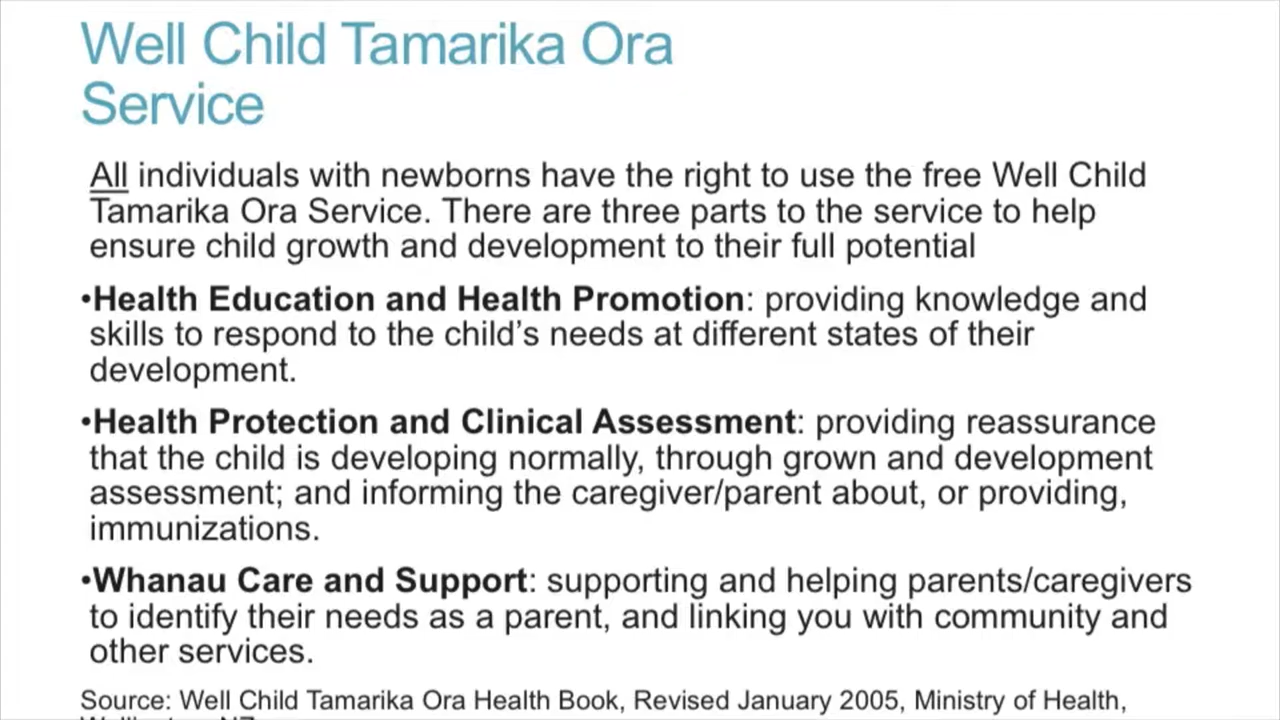 Well Child Tamarika Ora
Service
All individuals with newborns have the right to use the free Well Child
Tamarika Ora Service. There are three parts to the service to help
ensure child growth and development to their full potential
•Health Education and Health Promotion: providing knowledge and
skills to respond to the child’s needs at different states of their
development.
•Health Protection and Clinical Assessment: providing reassurance
that the child is developing normally, through grown and development
assessment; and informing the caregiver/parent about, or providing,
immunizations.
•Whanau Care and Support: supporting and helping parents/caregivers
to identify their needs as a parent, and linking you with community and
other services.
Source: Well Child Tamarika Ora Health Book, Revised January 2005, Ministry of Health,